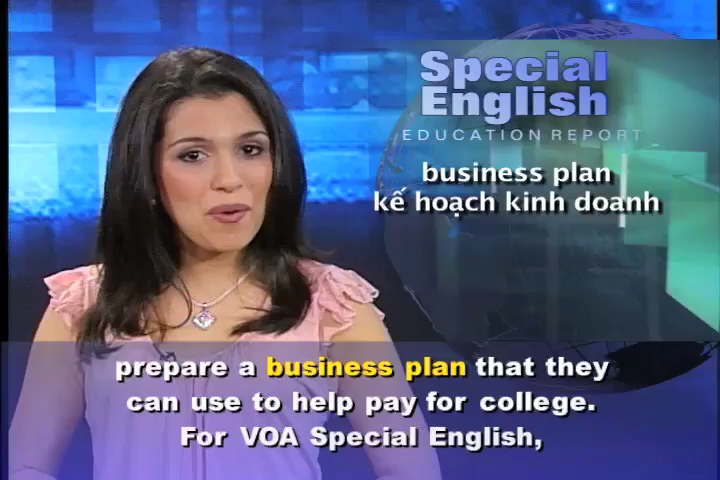 Special
English
EDUCATION REPORT
business plan
kế hoạch kinh doanh
prepare a business plan that they
can use to help pay for college.
For VOA Special English,